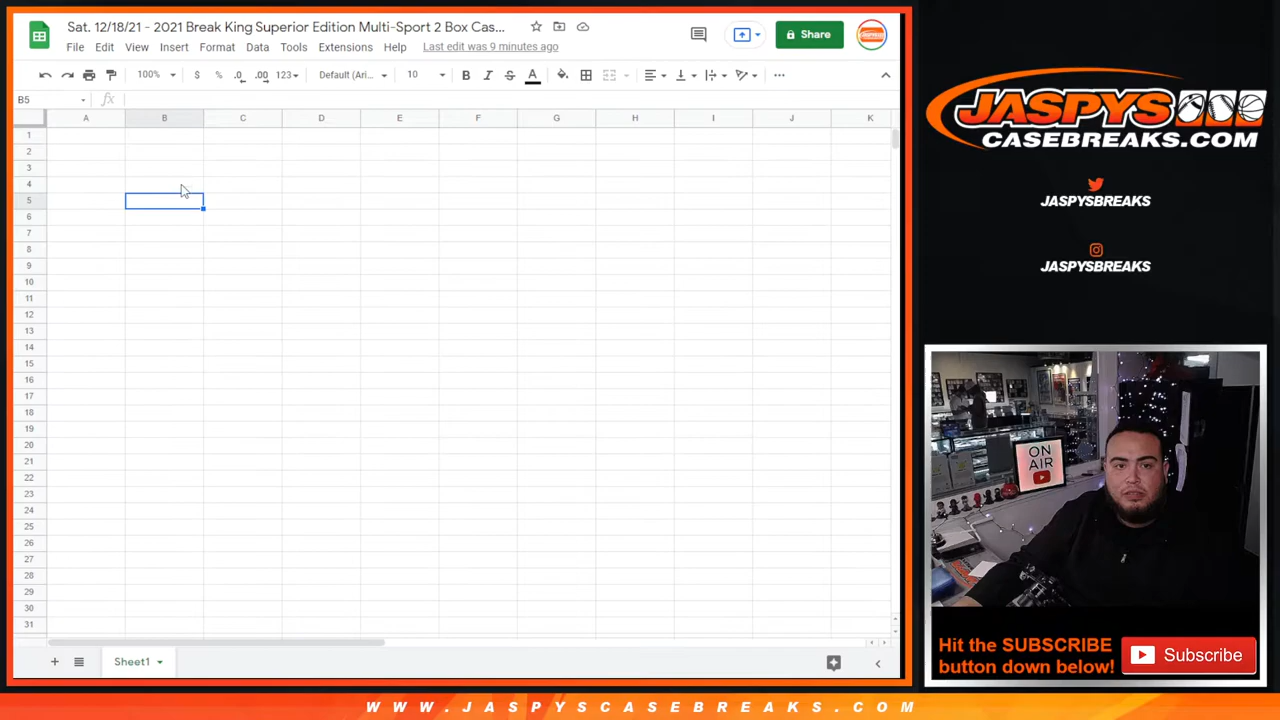 Sat. 12/18/21 - 2021 Break King Superior Edition Multi-Sport 2 Box Cas...
File Edit View Insert Format Data Tools Extensions Help Last edit was 9 minutes ago
Share
100% $ % .0 .00 123 Default (Ari... 10 B I S A
B5 fx
A B C D E F G H I J K
1
2
3
4
5
6
7
8
9
10
11
12
13
14
15
16
17
18
19
20
21
22
23
24
25
26
27
28
29
30
31
Sheet1
JASPYS
CASEBREAKS.COM
JASPYSBREAKS
JASPYSBREAKS
ON
AIR
Hit the SUBSCRIBE
button down below!
Subscribe
WWW.JASPYSCASEBREAKS.COM